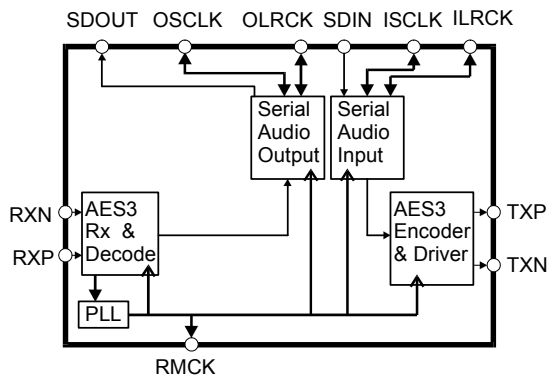 SDOUT OSCLK OLRCK SDIN ISCLK ILRCK
Serial
Audio
Output
Serial
Audio
Input
RXN
RXP
AES3
Rx &
Decode
AES3
Encoder
& Driver
TXP
TXN
PLL
RMCK